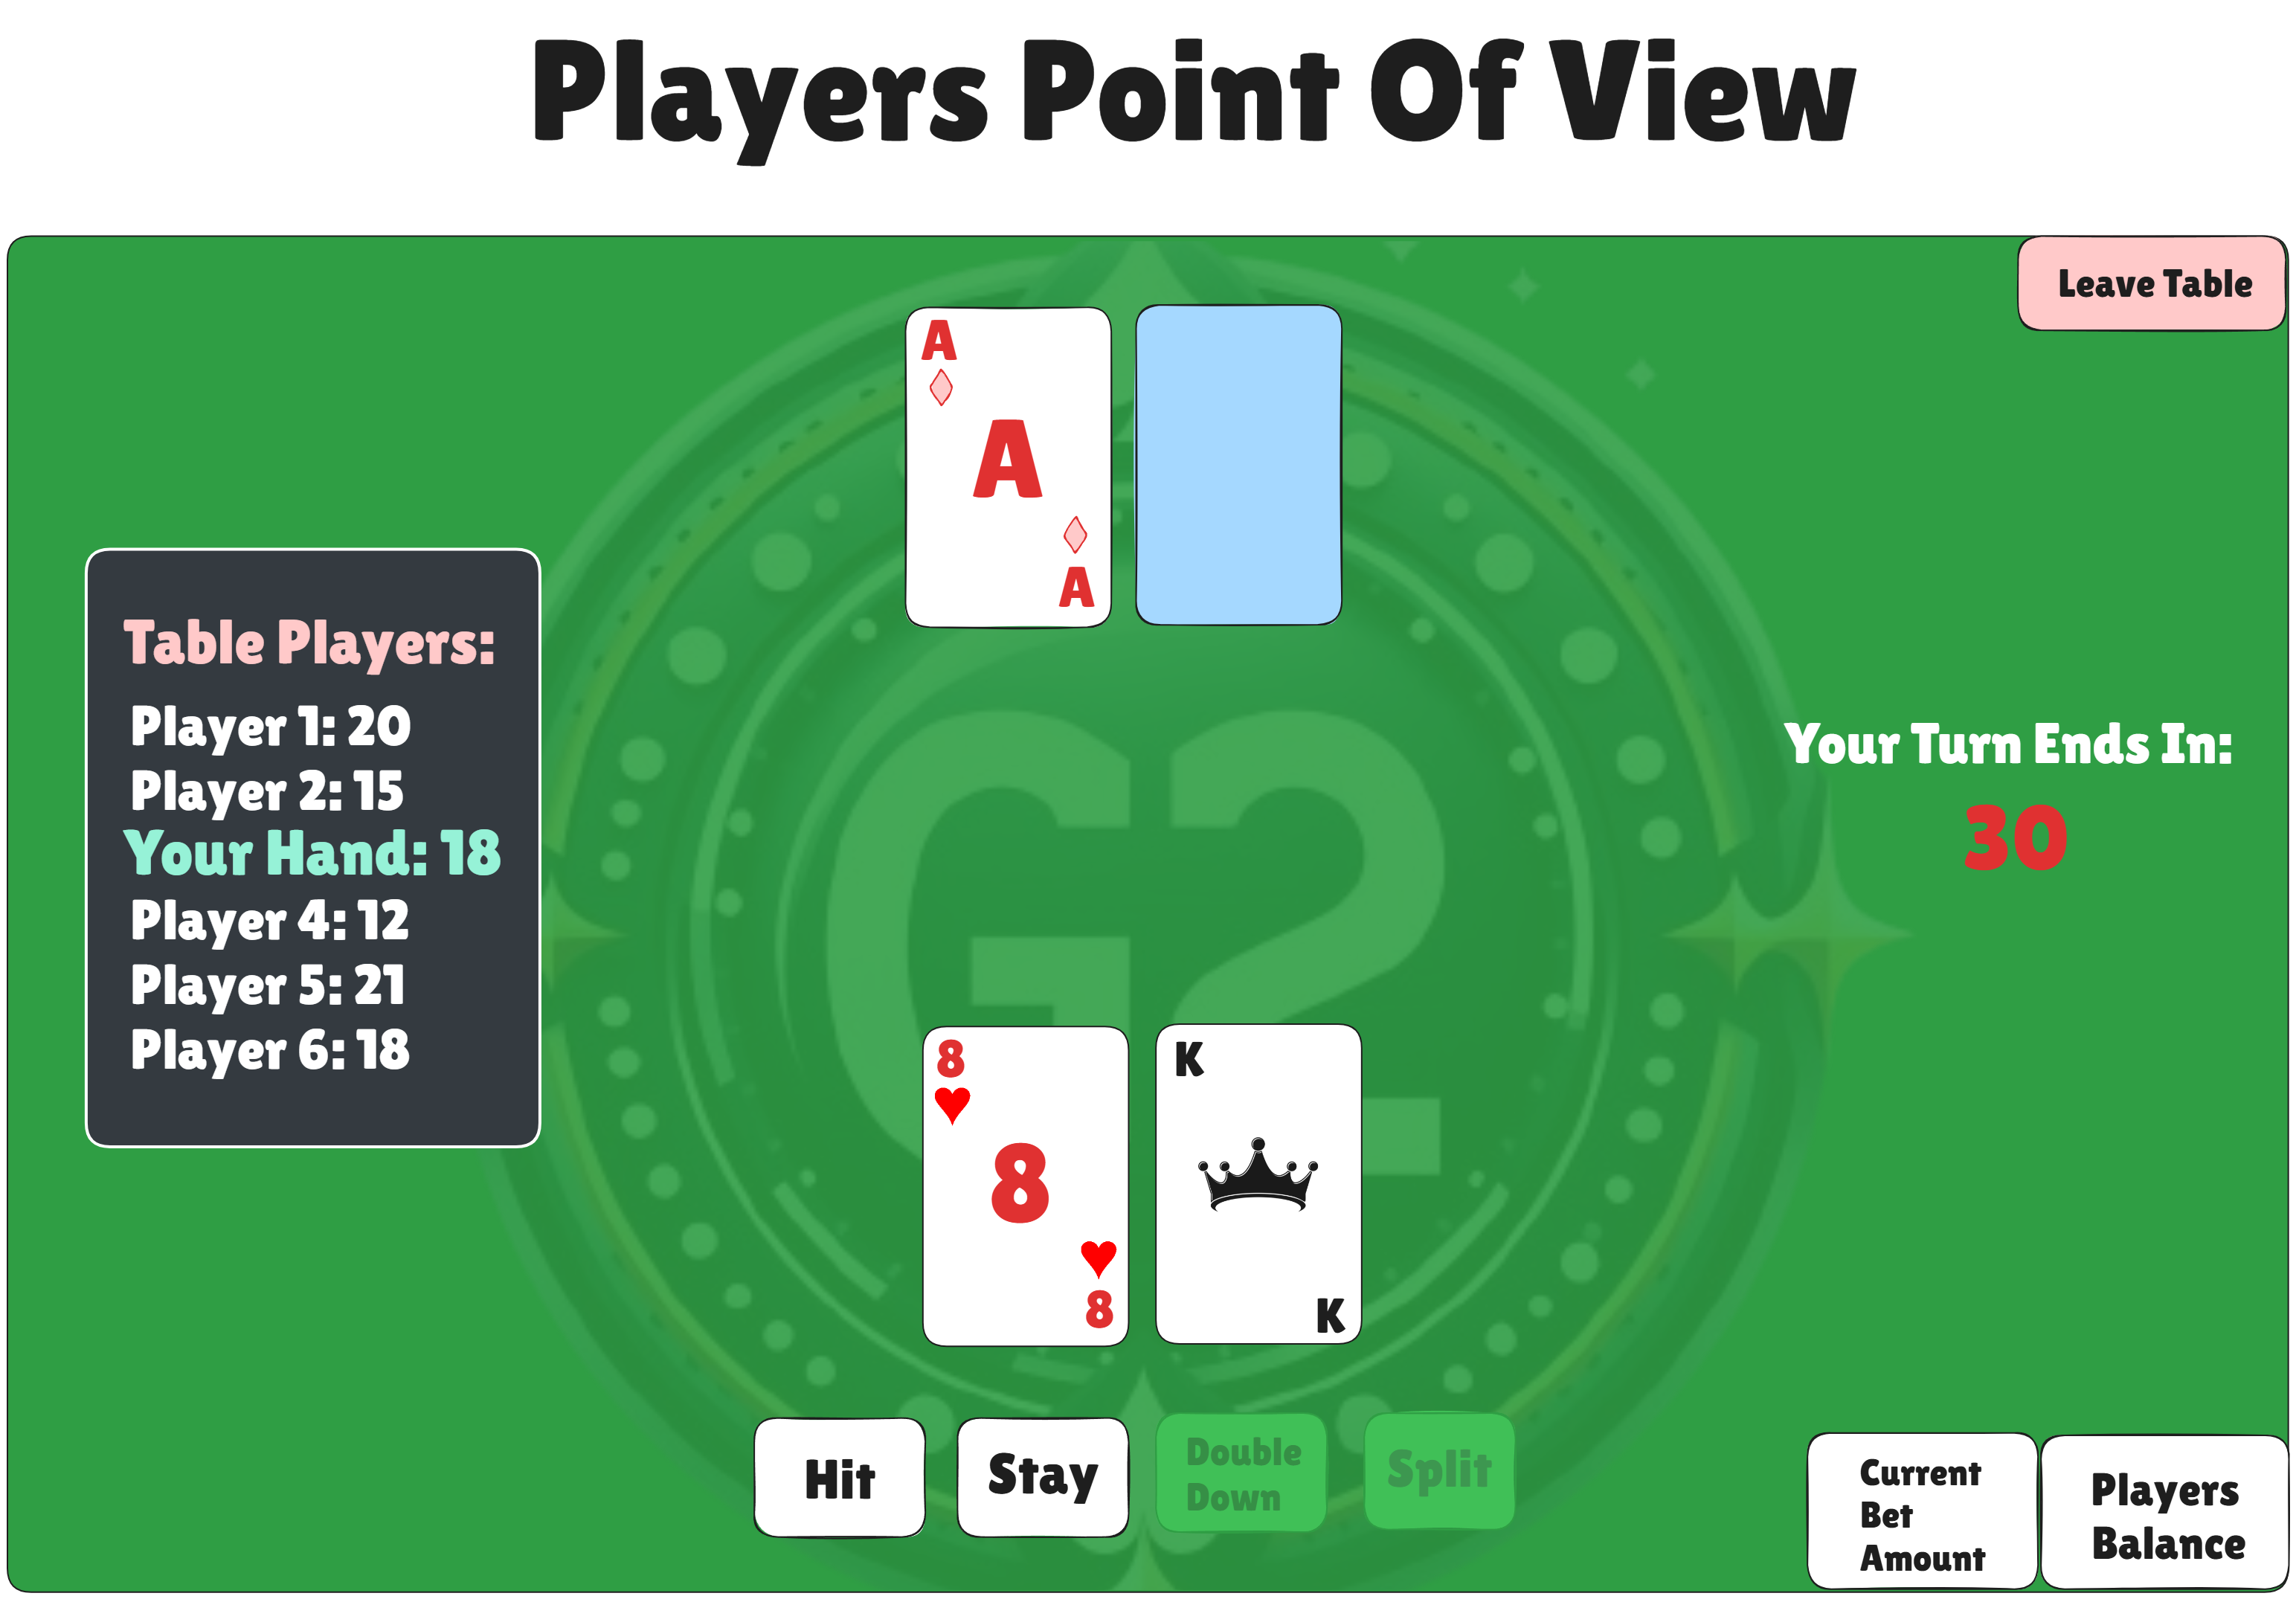 Players Point Of View
Leave Table
A
A
A
Table Players:
Player 1: 20
Player 2: 15
Your Hand: 18
Player 4: 12
Player 5: 21
Player 6: 18
Your Turn Ends In:
30
G2
8
8
8
K
K
Hit
Stay
Double
Down
Split
Current
Bet
Amount
Players
Balance